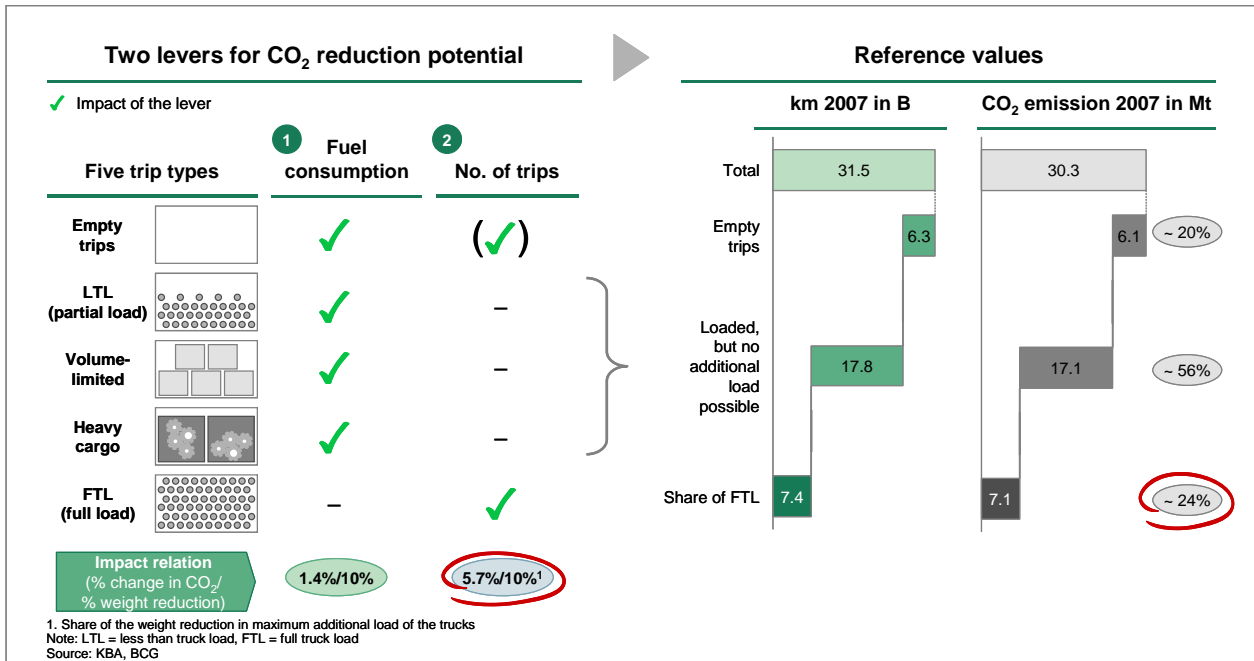 Two levers for CO2 reduction potential
Reference values
✓ Impact of the lever
km 2007 in B
CO2 emission 2007 in Mt
1
2
Five trip types
Fuel
consumption
No. of trips
Total
31.5
30.3
Empty
trips
✓
(✓)
Empty
trips
6.3
6.1
~ 20%
LTL
(partial load)
✓
–
Volume-
limited
✓
–
Loaded,
but no
additional
load
possible
17.8
17.1
~ 56%
Heavy
cargo
✓
–
FTL
(full load)
–
✓
Share of FTL
7.4
7.1
~ 24%
Impact relation
(% change in CO2/
% weight reduction)
1.4%/10%
5.7%/10%1
1. Share of the weight reduction in maximum additional load of the trucks
Note: LTL = less than truck load, FTL = full truck load
Source: KBA, BCG